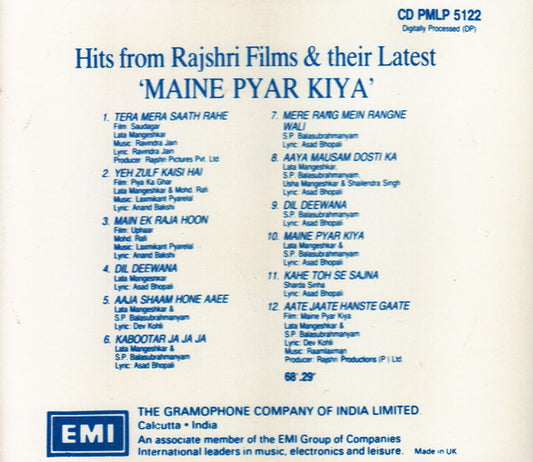 CD PMLP 5122
Digitally Processed (DP)
Hits from Rajshri Films & their Latest
'MAINE PYAR KIYA'
1. TERA MERA SAATH RAHE
Film: Saudagar
Lata Mangeshkar
Music: Ravindra Jain
Lyric: Ravindra Jain
Producer: Rajshri Pictures Pvt. Ltd
2. YEH ZULF KAISI HAI
Film: Piya Ka Ghar
Lata Mangeshkar & Mohd. Rafi
Music: Laxmikant Pyarelal
Lyric: Anand Bakshi
3. MAIN EK RAJA HOON
Film: Uphaar
Mohd. Rafi
Music: Laxmikant Pyarelal
Lyric: Anand Bakshi
4. DIL DEEWANA
Lata Mangeshkar
Lyric: Asad Bhopali
5. AAJA SHAAM HONE AAEE
Lata Mangeshkar &
S.P. Balasubrahmanyam
Lyric: Dev Kohli
6. KABOOTAR JA JA JA
Lata Mangeshkar &
S.P. Balasubrahmanyam
Lyric: Asad Bhopali
7. MERE RANG MEIN RANGNE
WALI
S.P. Balasubrahmanyam
Lyric: Asad Bhopali
8. AAYA MAUSAM DOSTI KA
Lata Mangeshkar,
S.P. Balasubrahmanyam,
Usha Mangeshkar & Shailendra Singh
Lyric: Asad Bhopali
9. DIL DEEWANA
S.P. Balasubrahmanyam
Lyric: Asad Bhopali
10. MAINE PYAR KIYA
Lata Mangeshkar &
S.P. Balasubrahmanyam
Lyric: Asad Bhopali
11. KAHE TOH SE SAJNA
Sharda Sinha
Lyric: Asad Bhopali
12. AATE JAATE HANSTE GAATE
Film: Maine Pyar Kiya
Lata Mangeshkar &
S.P. Balasubrahmanyam
Lyric: Dev Kohli
Music: Raamlaxman
Producer: Rajshri Productions (P) Ltd.
68'.29"
EMI
THE GRAMOPHONE COMPANY OF INDIA LIMITED
Calcutta • India
An associate member of the EMI Group of Companies
International leaders in music, electronics and leisure. Made in UK